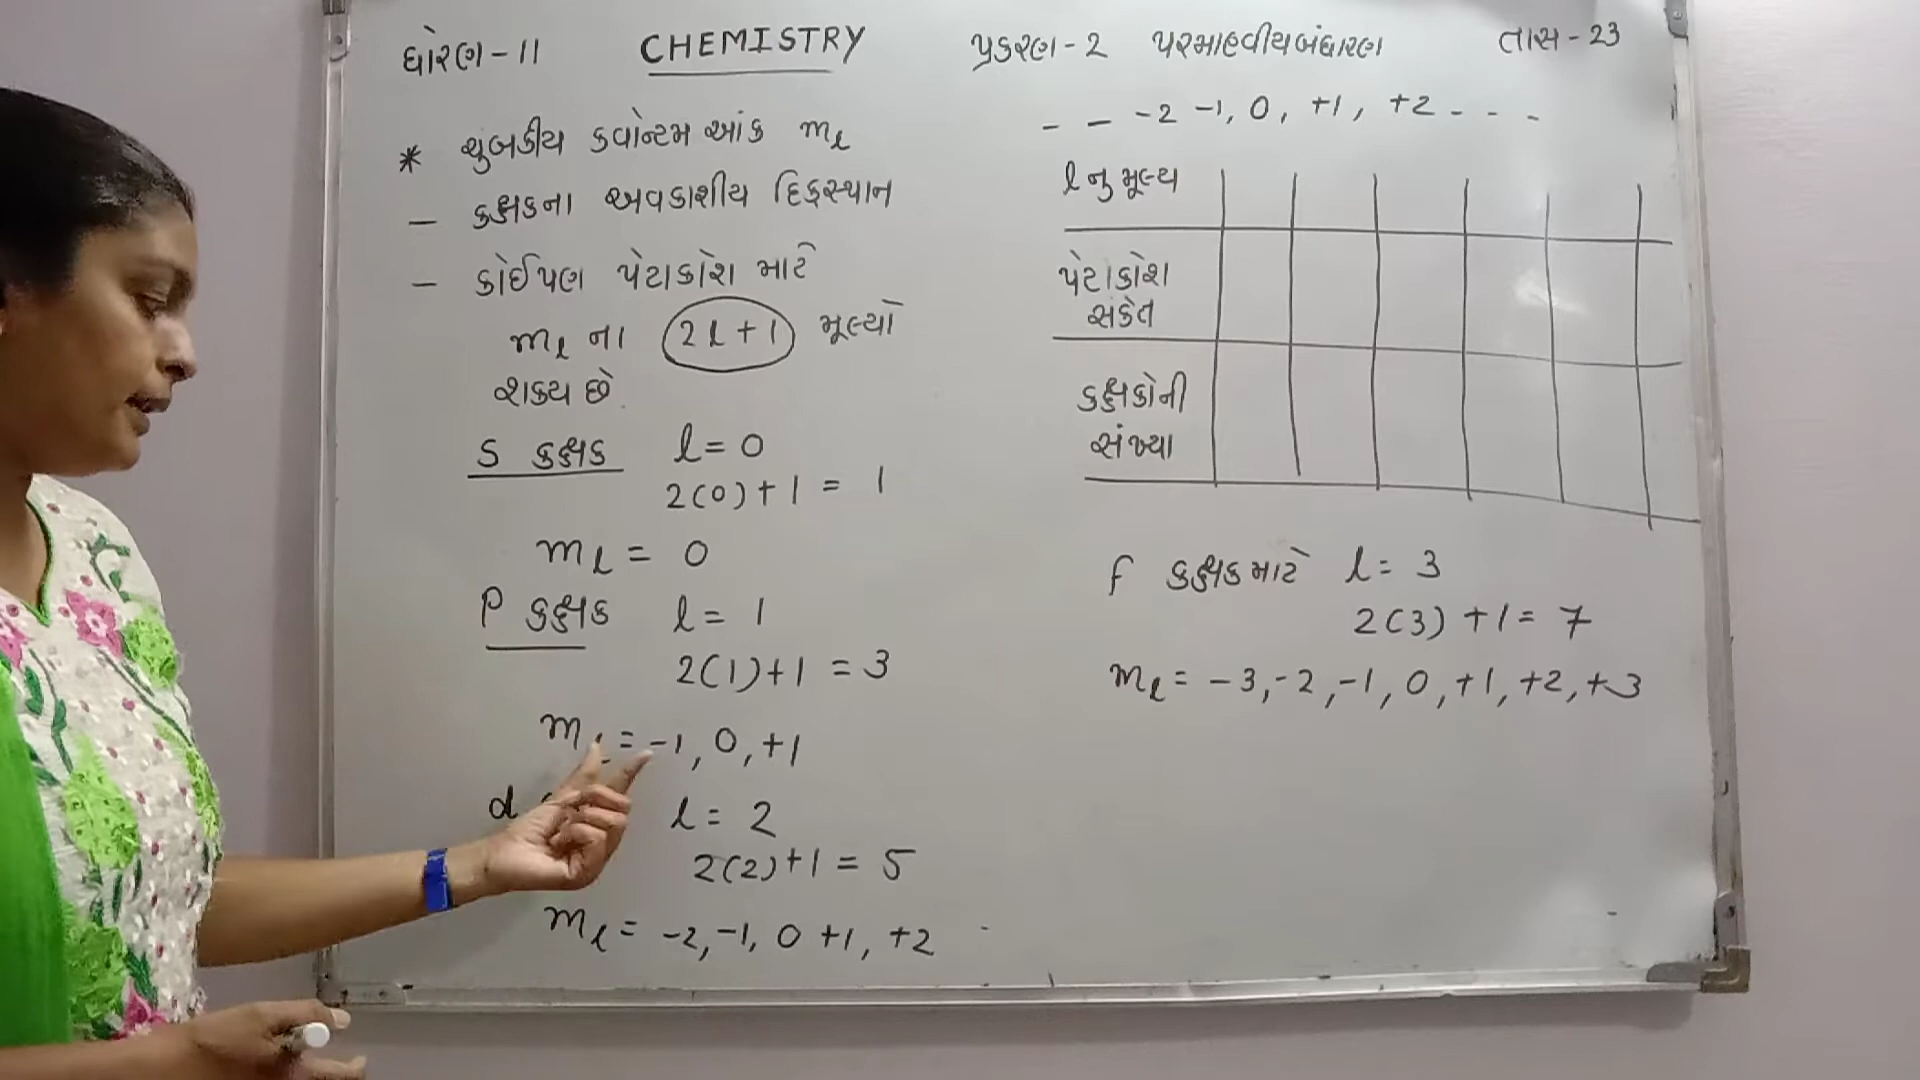 ધોરણ - 11 CHEMISTRY પ્રકરણ - 2 પરમાણ્વીય બંધારણ તાસ - 23
* ચુંબકીય ક્વોન્ટમ આંક mℓ
– કક્ષકના અવકાશીય દિક્સ્થાન
– કોઈપણ પેટાકોશ માટે
mℓ ના 2ℓ + 1 મૂલ્યો
શક્ય છે.
S કક્ષક ℓ = 0
2(0) + 1 = 1
mℓ = 0
P કક્ષક ℓ = 1
2(1) + 1 = 3
m = -1, 0, +1
d ℓ = 2
2(2) + 1 = 5
mℓ = -2, -1, 0 +1, +2
– – -2 -1, 0, +1, +2 - - -
ℓ નુ મૂલ્ય
પેટાકોશ
સંકેત
કક્ષકોની
સંખ્યા
f કક્ષક માટે ℓ = 3
2(3) + 1 = 7
mℓ = -3, -2, -1, 0, +1, +2, +3